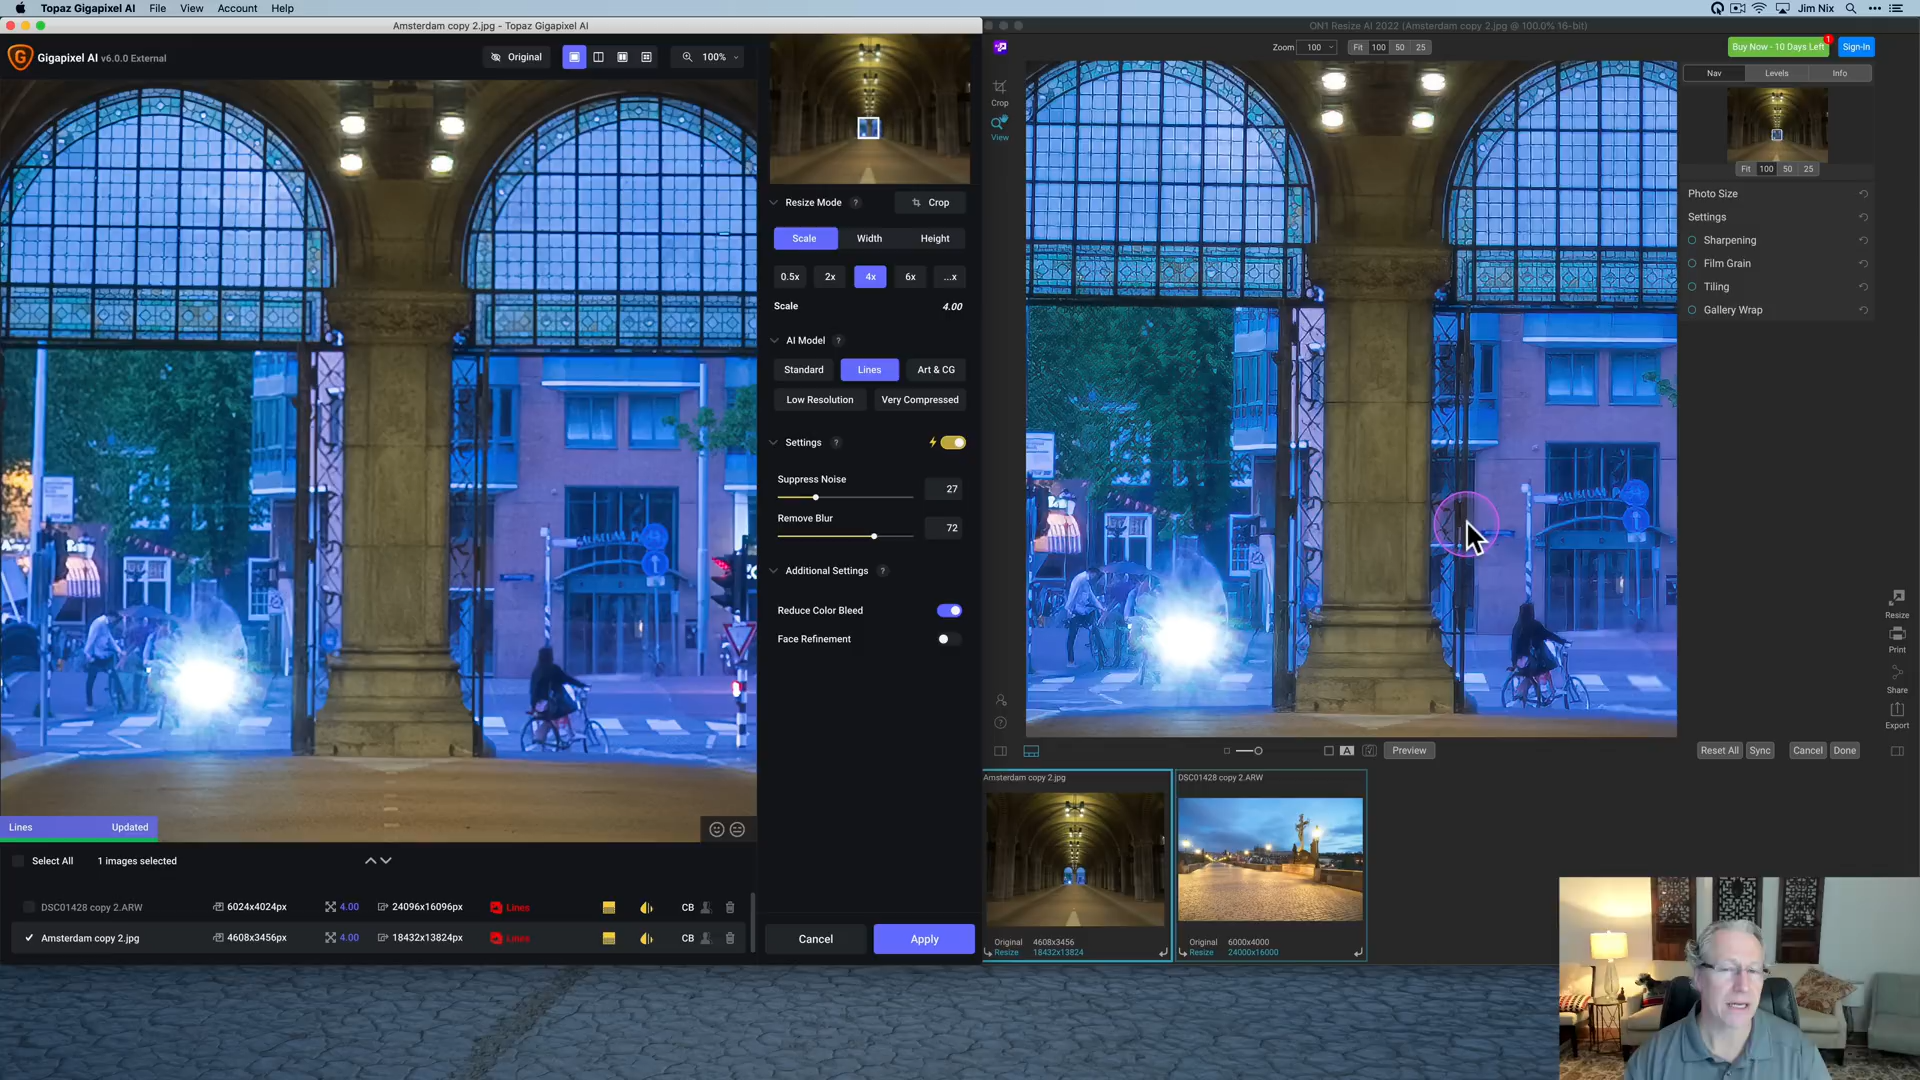 Topaz Gigapixel AI File View Account Help Jim Nix
Amsterdam copy 2.jpg - Topaz Gigapixel AI
ON1 Resize AI 2022 (Amsterdam copy 2.jpg @ 100.0% 16-bit)
Gigapixel AI v6.0.0 External
Original
100%
Zoom 100 Fit 100 50 25
Buy Now - 10 Days Left 1 Sign-In
Nav Levels Info
Crop
View
Fit 100 50 25
Resize Mode ? Crop
Scale Width Height
0.5x 2x 4x 6x ...x
Scale 4.00
AI Model ?
Standard Lines Art & CG
Low Resolution Very Compressed
Settings ?
Suppress Noise 27
Remove Blur 72
Additional Settings ?
Reduce Color Bleed
Face Refinement
Photo Size
Settings
Sharpening
Film Grain
Tiling
Gallery Wrap
Resize
Print
Share
Export
Lines Updated
Select All 1 images selected
DSC01428 copy 2.ARW 6024x4024px 4.00 24096x16096px Lines CB
Amsterdam copy 2.jpg 4608x3456px 4.00 18432x13824px Lines CB
Cancel Apply
A Preview
Reset All Sync Cancel Done
Amsterdam copy 2.jpg
DSC01428 copy 2.ARW
Original 4608x3456
Resize 18432x13824
Original 6000x4000
Resize 24000x16000